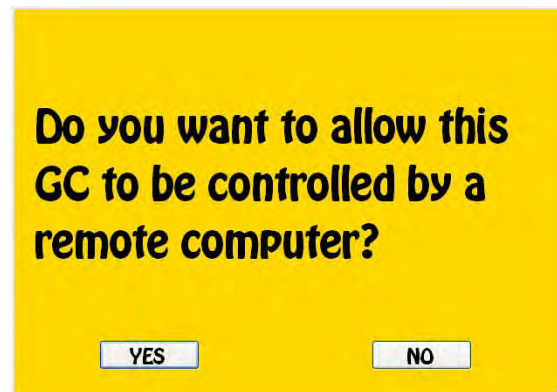 Do you want to allow this
GC to be controlled by a
remote computer?
YES NO